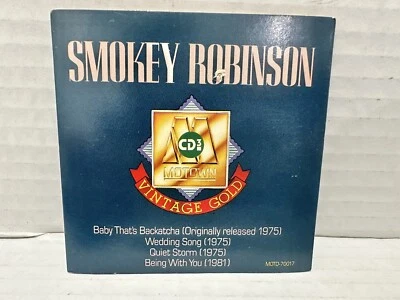 SMOKEY ROBINSON
CD3
MOTOWN
VINTAGE GOLD
Baby That's Backatcha (Originally released 1975)
Wedding Song (1975)
Quiet Storm (1975)
Being With You (1981)
MOTD-70017